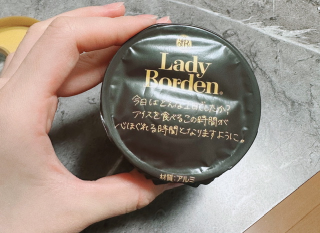 Lady
Borden.
今日はどんな1日でしたか?
アイスを食べるこの時間が
心ほぐれる時間となりますように。
材質:アルミ